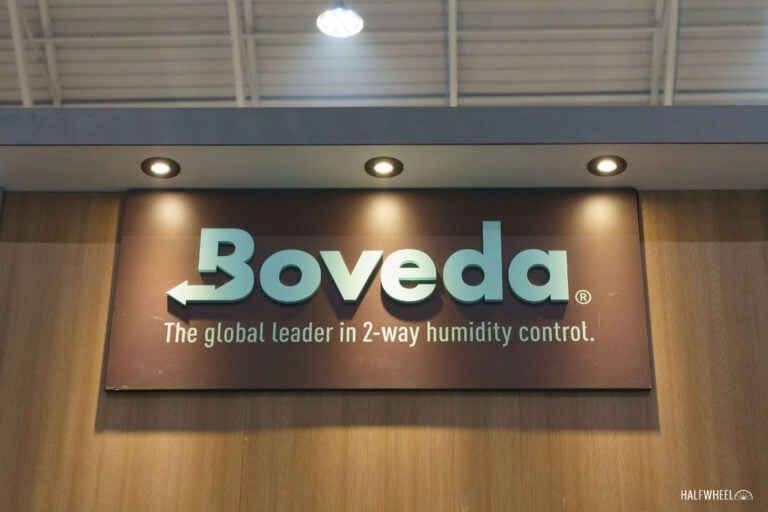 Boveda®
The global leader in 2-way humidity control.
HALFWHEEL